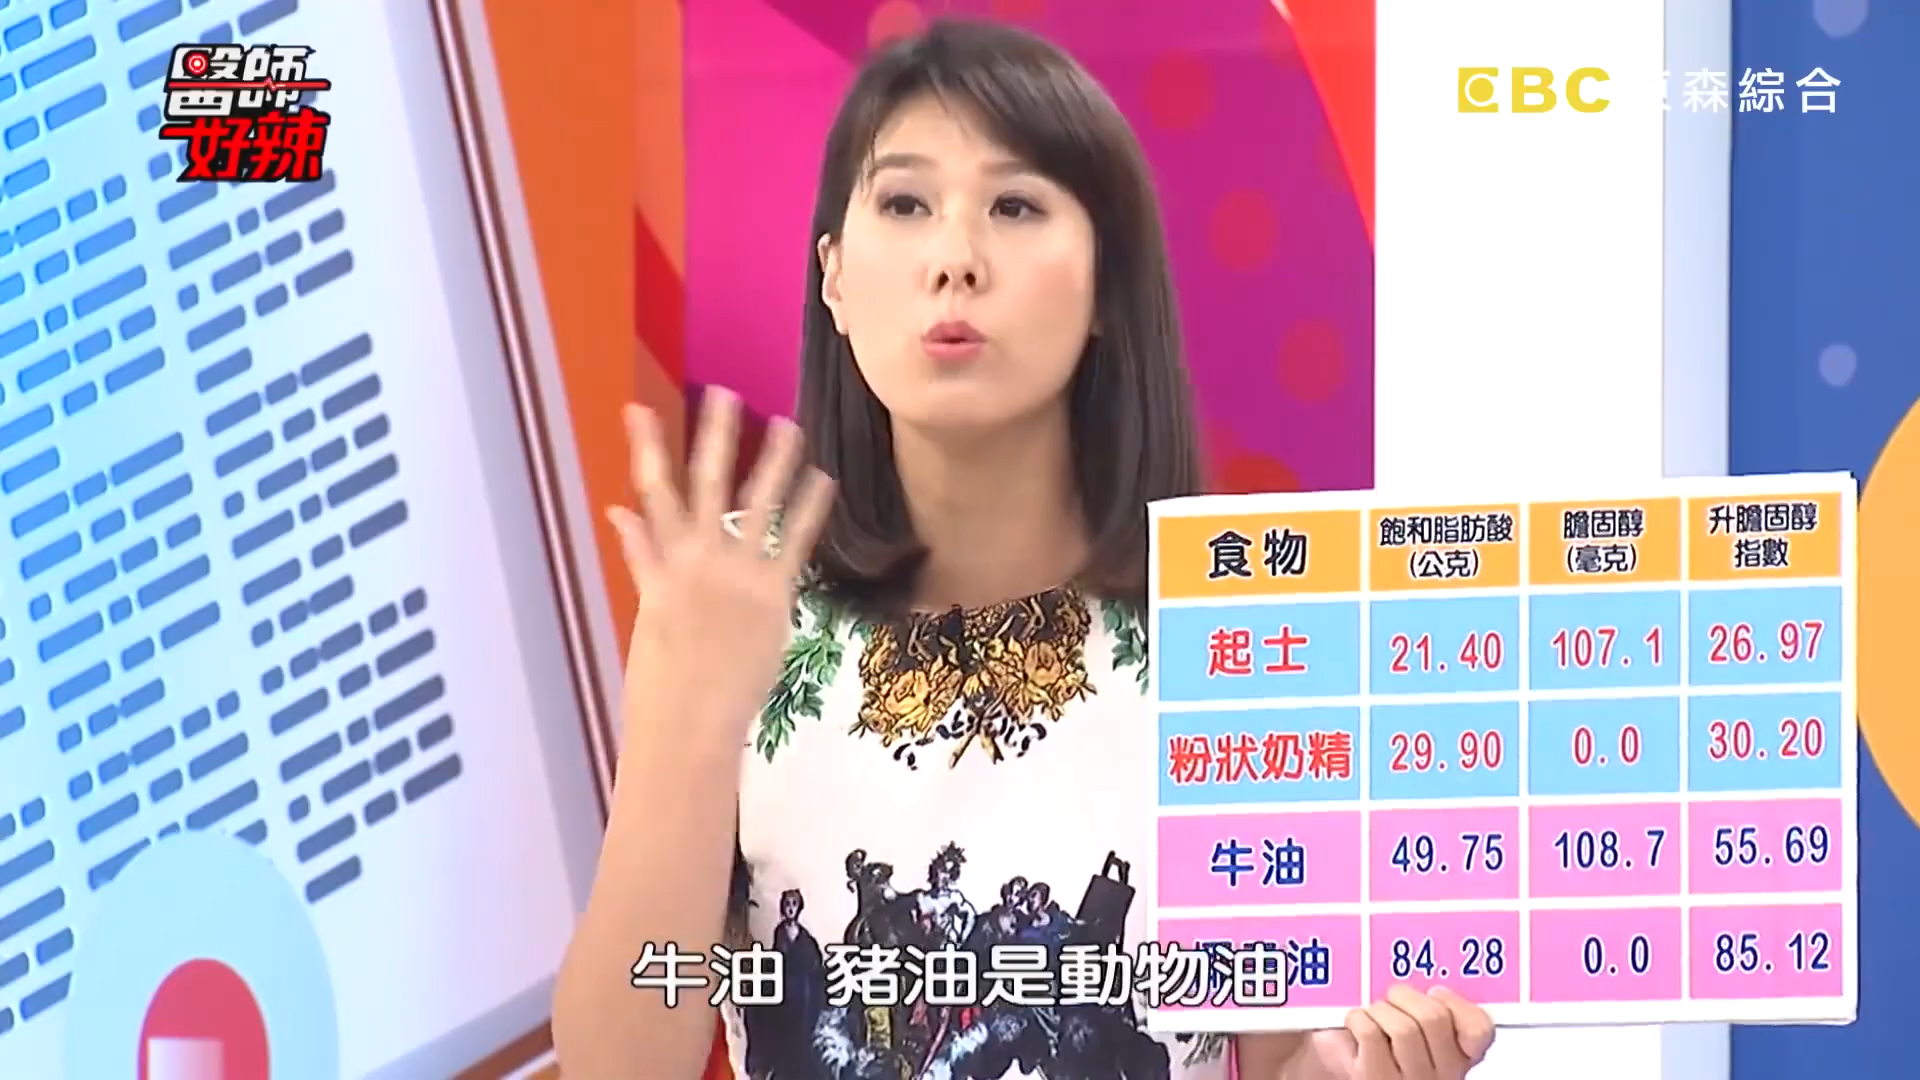 醫師
好辣
EBC 東森綜合
食物 飽和脂肪酸(公克) 膽固醇(毫克) 升膽固醇指數
起士 21.40 107.1 26.97
粉狀奶精 29.90 0.0 30.20
牛油 49.75 108.7 55.69
油 84.28 0.0 85.12
牛油 豬油是動物油